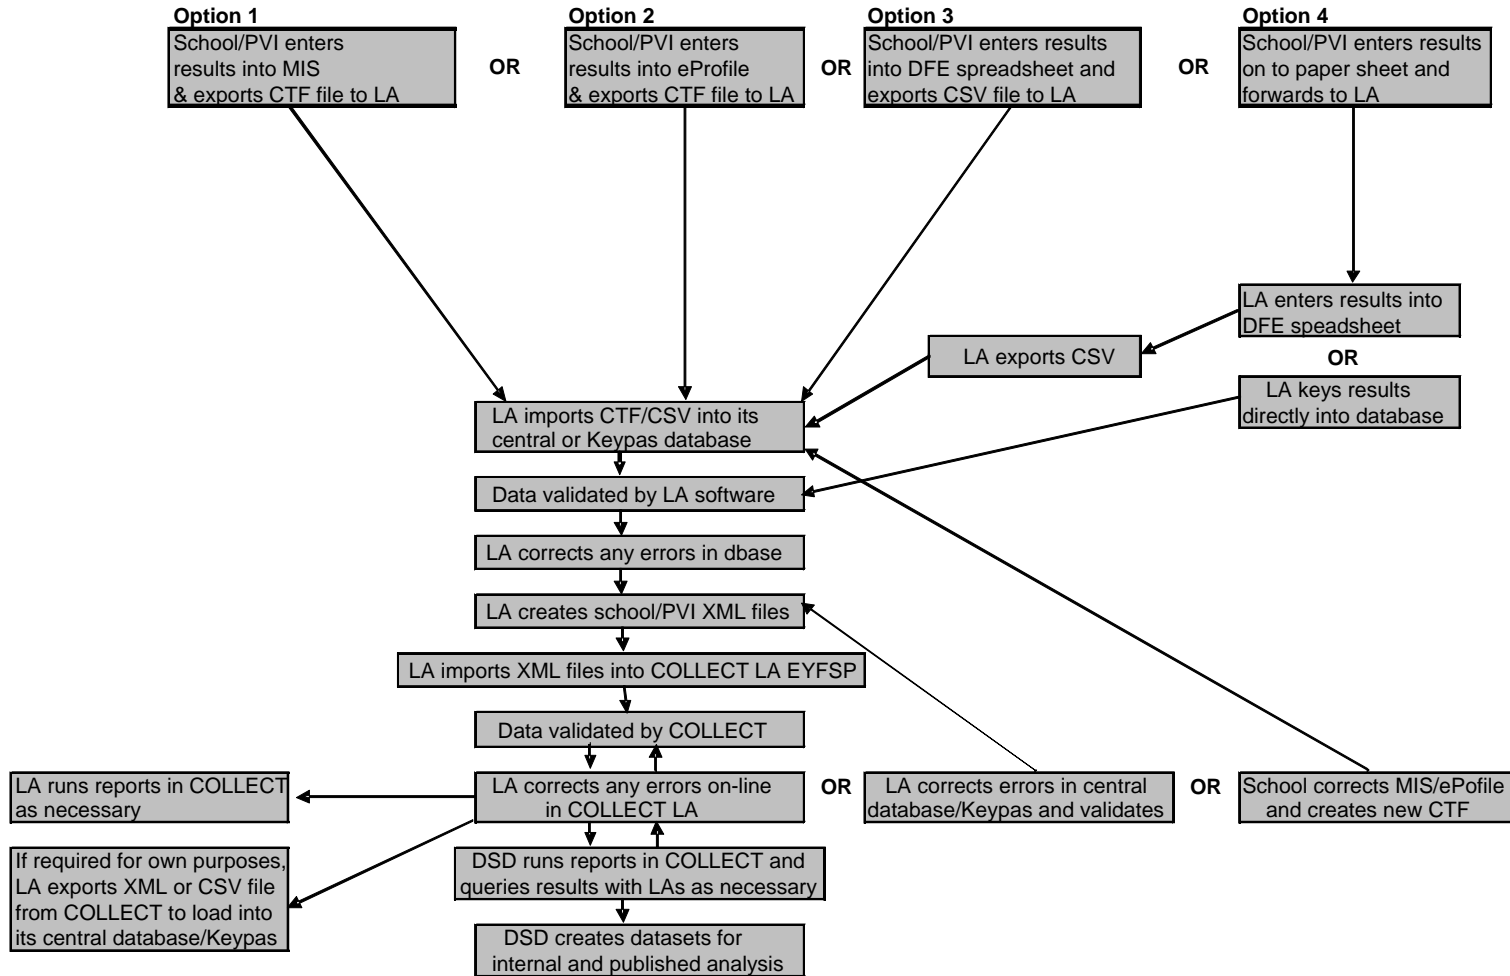 Option 1
School/PVI enters
results into MIS
& exports CTF file to LA
OR
Option 2
School/PVI enters
results into eProfile
& exports CTF file to LA
OR
Option 3
School/PVI enters results
into DFE spreadsheet and
exports CSV file to LA
OR
Option 4
School/PVI enters results
on to paper sheet and
forwards to LA
LA enters results into
DFE speadsheet
OR
LA exports CSV
LA keys results
directly into database
LA imports CTF/CSV into its
central or Keypas database
Data validated by LA software
LA corrects any errors in dbase
LA creates school/PVI XML files
LA imports XML files into COLLECT LA EYFSP
Data validated by COLLECT
LA runs reports in COLLECT
as necessary
LA corrects any errors on-line
in COLLECT LA
OR
LA corrects errors in central
database/Keypas and validates
OR
School corrects MIS/ePofile
and creates new CTF
If required for own purposes,
LA exports XML or CSV file
from COLLECT to load into
its central database/Keypas
DSD runs reports in COLLECT and
queries results with LAs as necessary
DSD creates datasets for
internal and published analysis